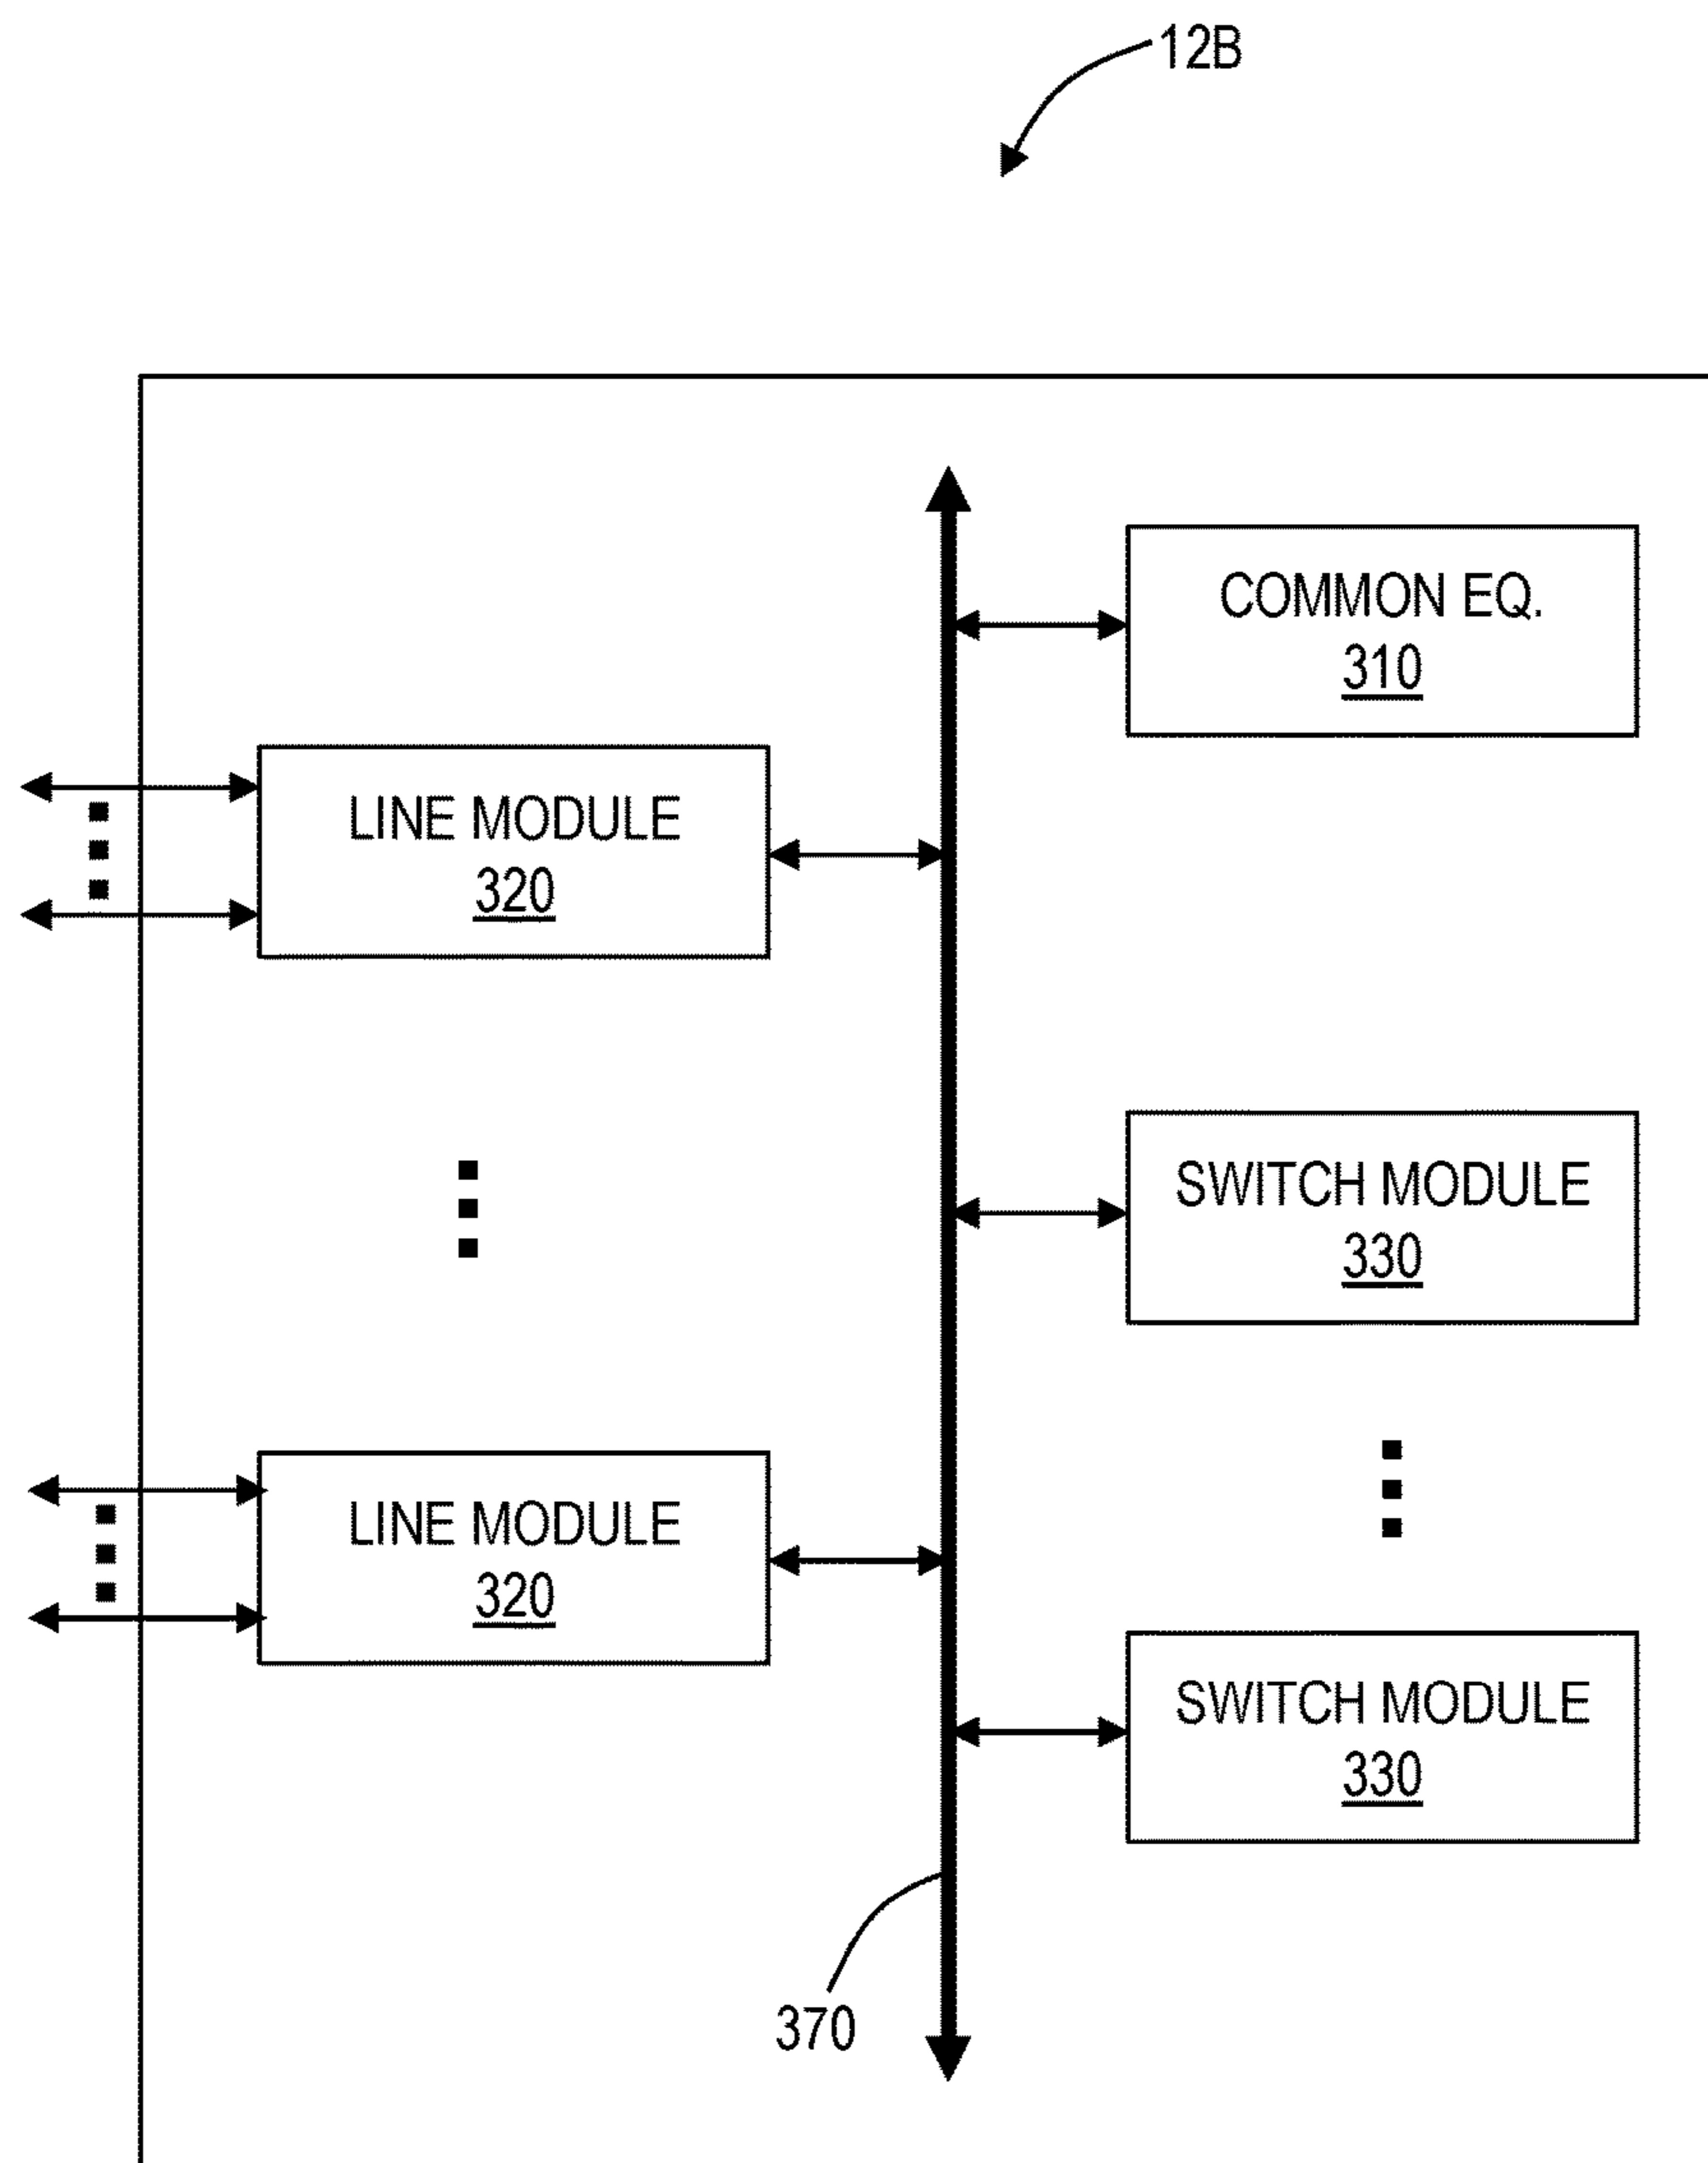 12B
COMMON EQ.
310
LINE MODULE
320
SWITCH MODULE
330
LINE MODULE
320
SWITCH MODULE
330
370